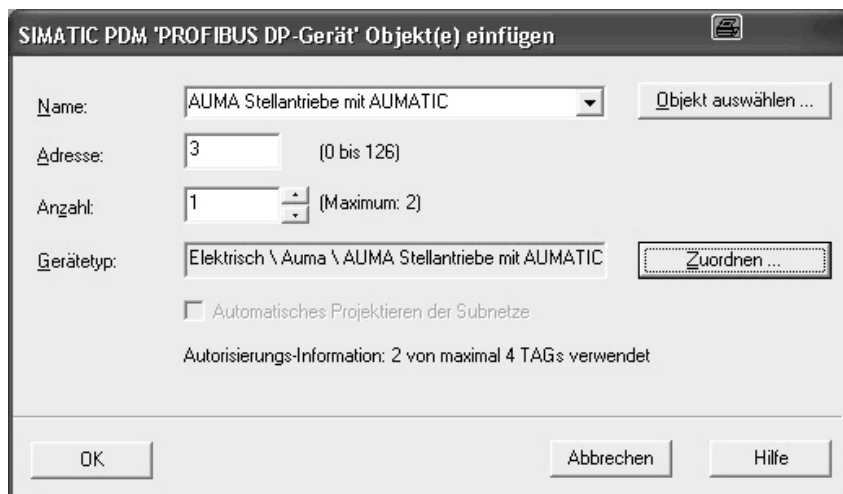 SIMATIC PDM 'PROFIBUS DP-Gerät' Objekt(e) einfügen
Name: AUMA Stellantriebe mit AUMATIC Objekt auswählen ...
Adresse: 3 (0 bis 126)
Anzahl: 1 (Maximum: 2)
Gerätetyp: Elektrisch \ Auma \ AUMA Stellantriebe mit AUMATIC Zuordnen ...
Automatisches Projektieren der Subnetze
Autorisierungs-Information: 2 von maximal 4 TAGs verwendet
OK Abbrechen Hilfe